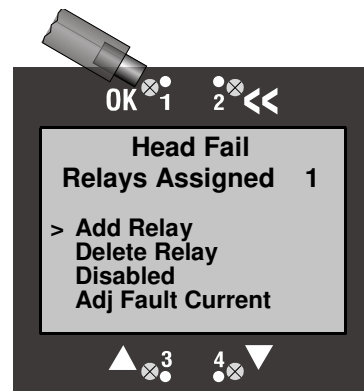 OK 1 2 <<
Head Fail
Relays Assigned 1
> Add Relay
Delete Relay
Disabled
Adj Fault Current
3 4